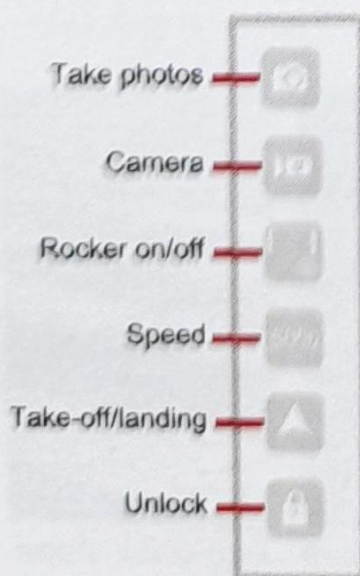 Take photos
Camera
Rocker on/off
Speed
Take-off/landing
Unlock